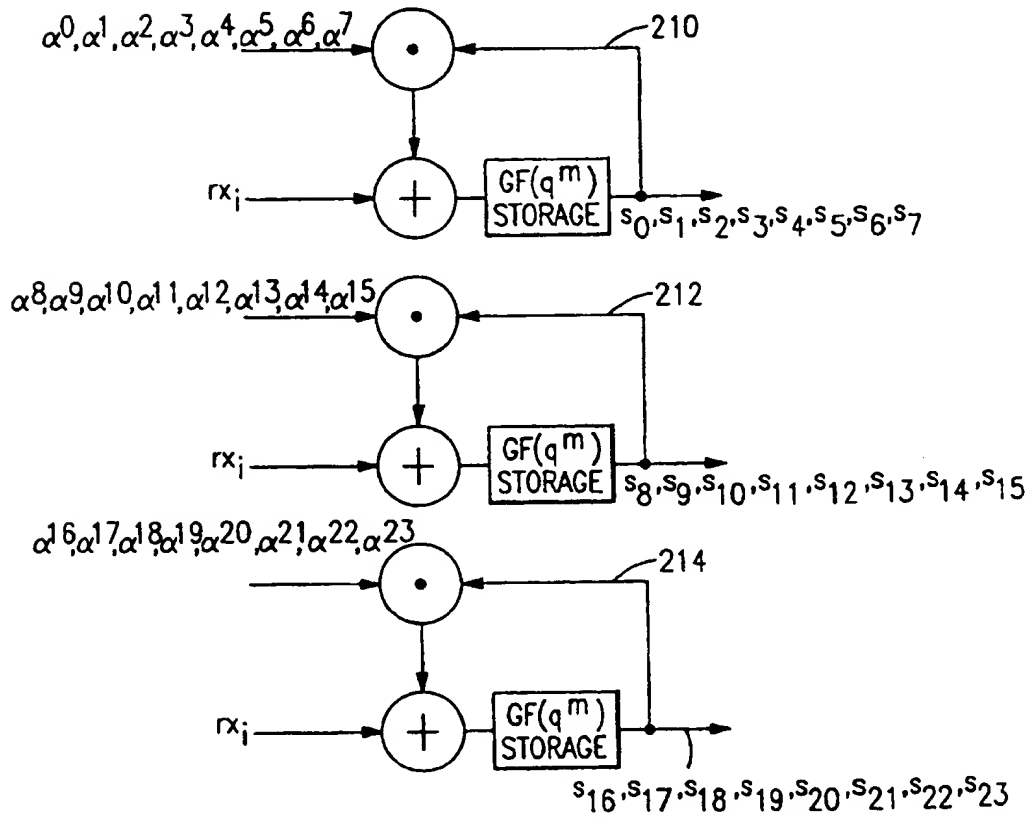 α⁰,α¹,α²,α³,α⁴,α⁵,α⁶,α⁷
210
rxᵢ
+
GF(qᵐ)
STORAGE
s₀,s₁,s₂,s₃,s₄,s₅,s₆,s₇
α⁸,α⁹,α¹⁰,α¹¹,α¹²,α¹³,α¹⁴,α¹⁵
212
rxᵢ
+
GF(qᵐ)
STORAGE
s₈,s₉,s₁₀,s₁₁,s₁₂,s₁₃,s₁₄,s₁₅
α¹⁶,α¹⁷,α¹⁸,α¹⁹,α²⁰,α²¹,α²²,α²³
214
rxᵢ
+
GF(qᵐ)
STORAGE
s₁₆,s₁₇,s₁₈,s₁₉,s₂₀,s₂₁,s₂₂,s₂₃